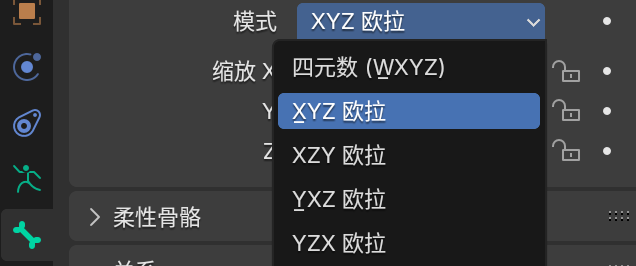 模式 XYZ 欧拉
四元数 (WXYZ)
缩放 X
XYZ 欧拉
Y
XZY 欧拉
Z
YXZ 欧拉
柔性骨骼
YZX 欧拉